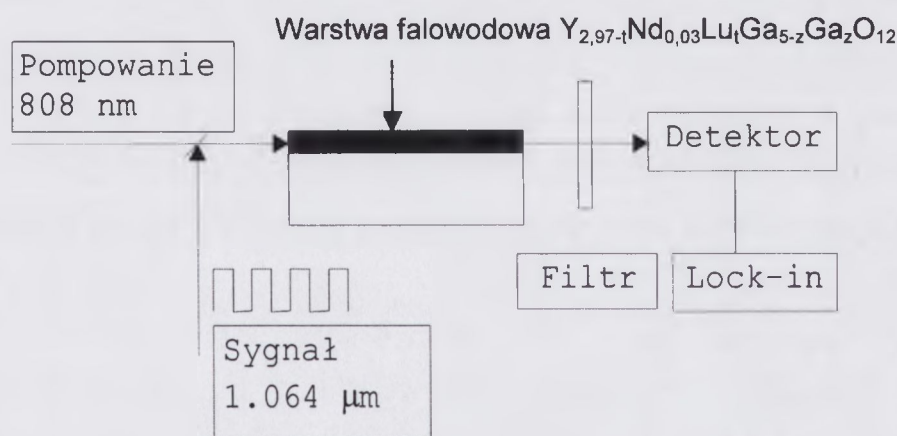 Warstwa falowodowa Y₂,₉₇₋ₜNd₀,₀₃LuₜGa₅₋zGazO₁₂
Pompowanie
808 nm
Detektor
Filtr
Lock-in
Sygnał
1.064 µm